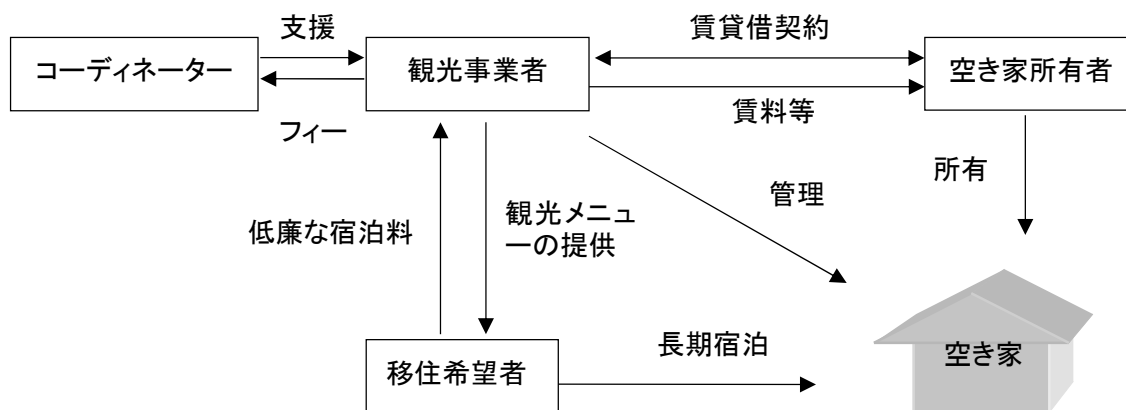 支援
賃貸借契約
コーディネーター
観光事業者
空き家所有者
フィー
賃料等
所有
管理
低廉な宿泊料
観光メニュ
ーの提供
長期宿泊
空き家
移住希望者